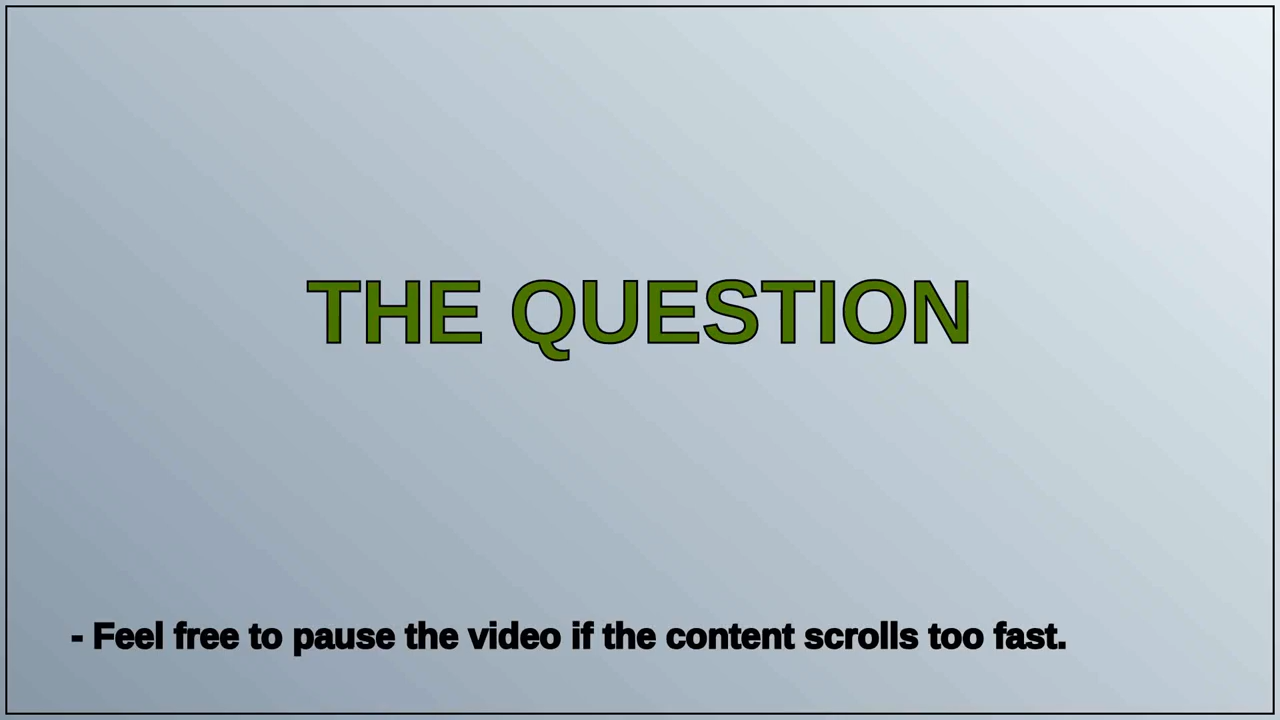 THE QUESTION
- Feel free to pause the video if the content scrolls too fast.